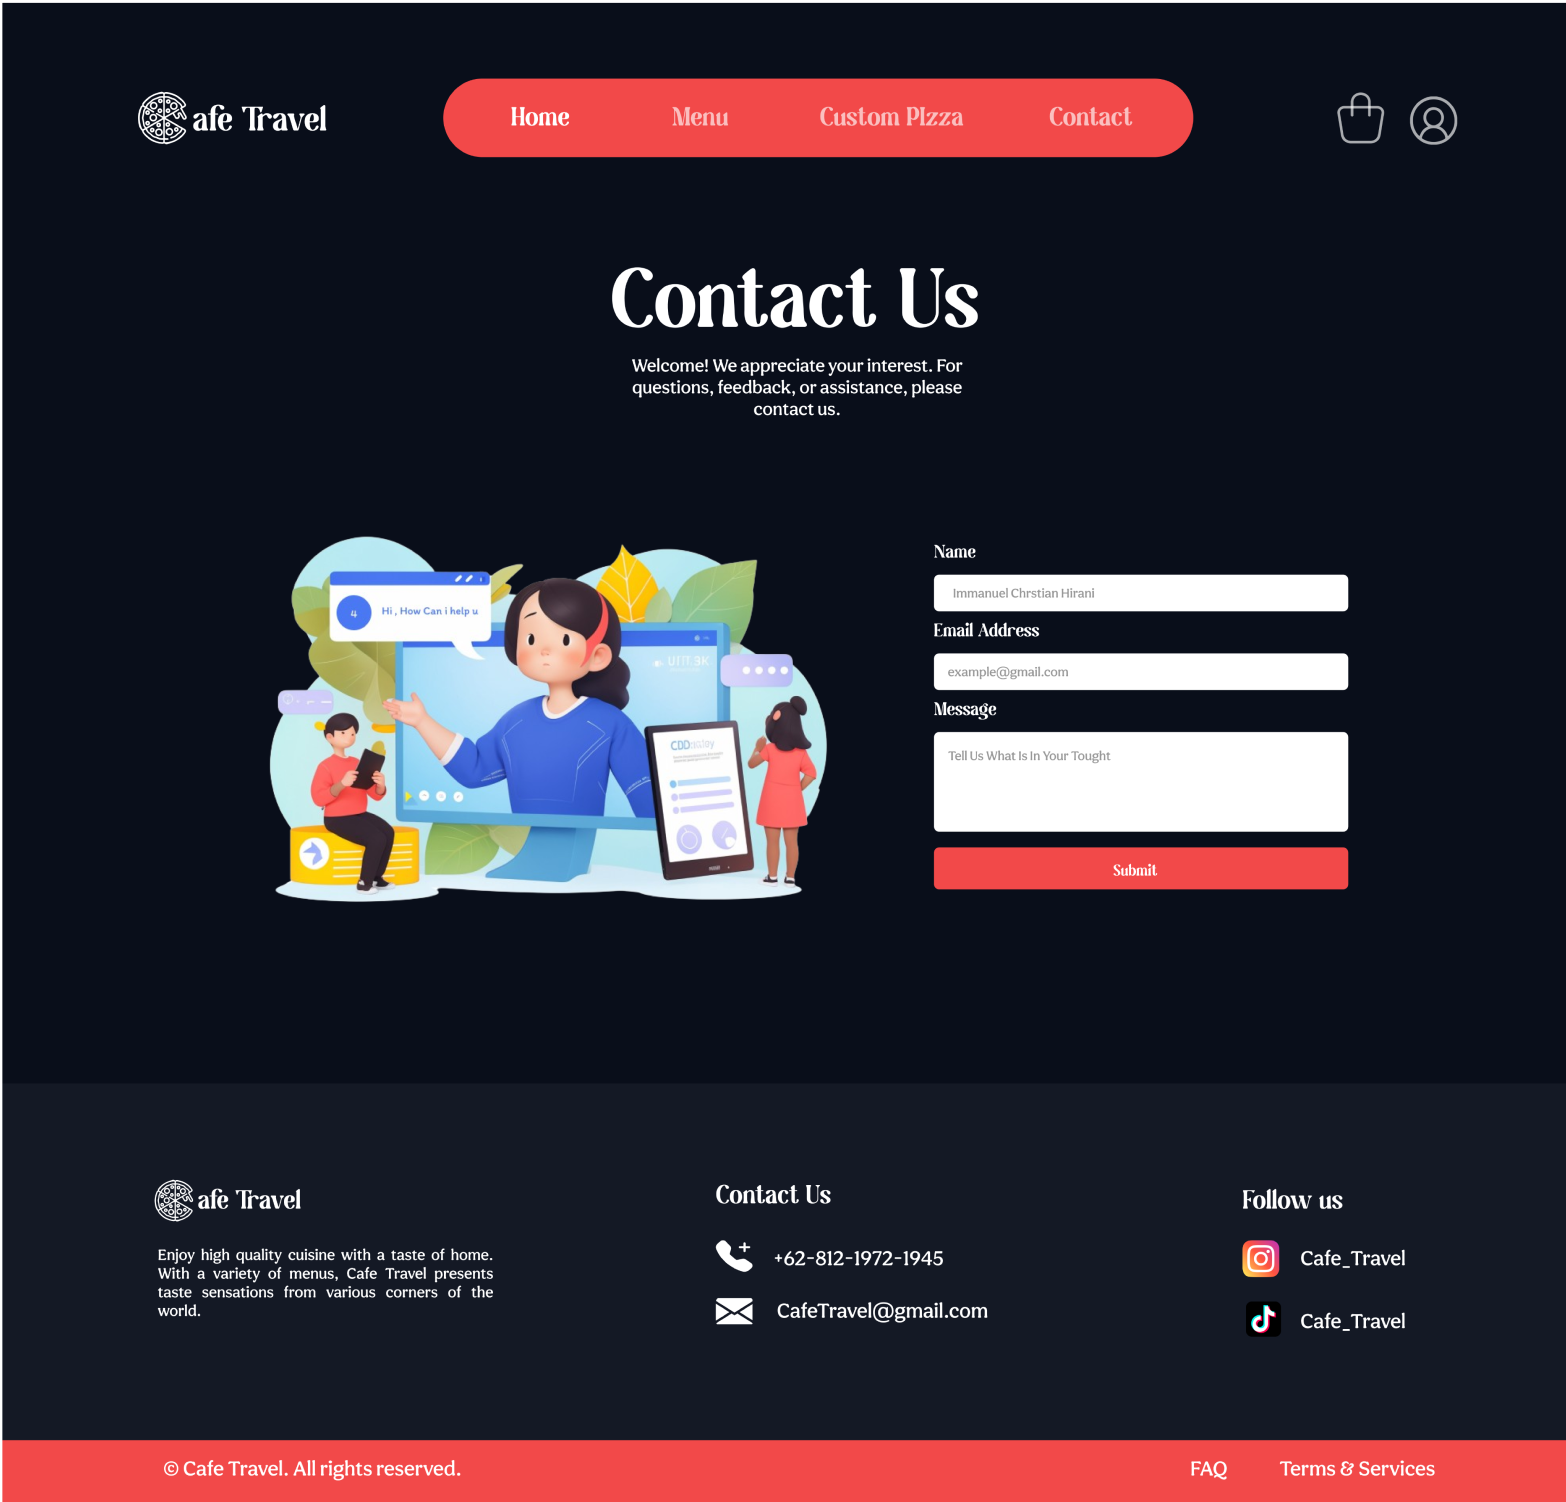 afe Travel
Home
Menu
Custom PIzza
Contact
Contact Us
Welcome! We appreciate your interest. For
questions, feedback, or assistance, please
contact us.
Hi , How Can i help u
Name
Immanuel Chrstian Hirani
Email Address
example@gmail.com
Message
Tell Us What Is In Your Tought
Submit
afe Travel
Enjoy high quality cuisine with a taste of home.
With a variety of menus, Cafe Travel presents
taste sensations from various corners of the
world.
Contact Us
+62-812-1972-1945
CafeTravel@gmail.com
Follow us
Cafe_Travel
Cafe_Travel
© Cafe Travel. All rights reserved.
FAQ
Terms & Services